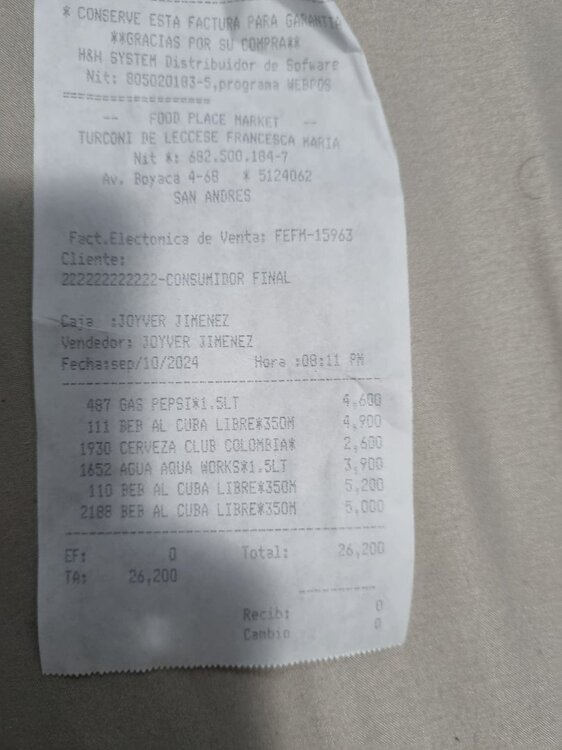 * CONSERVE ESTA FACTURA PARA GARANTIA
**GRACIAS POR SU COMPRA**
H&H SYSTEM Distribuidor de Sofware
Nit: 805020183-5,programa WEBPOS
====================
-- FOOD PLACE MARKET --
TURCONI DE LECCESE FRANCESCA MARIA
Nit *: 682.500.184-7
Av. Boyaca 4-68 * 5124062
SAN ANDRES
Fact.Electonica de Venta: FEFM-15963
Cliente:
222222222222-CONSUMIDOR FINAL
Caja :JOYVER JIMENEZ
Vendedor: JOYVER JIMENEZ
Fecha:sep/10/2024 Hora :08:11 PM
----------------------------------------
487 GAS PEPSI*1.5LT 4,600
111 BEB AL CUBA LIBRE*350M 4,900
1930 CERVEZA CLUB COLOMBIA* 2,600
1652 AGUA AQUA WORKS*1.5LT 3,900
110 BEB AL CUBA LIBRE*350M 5,200
2188 BEB AL CUBA LIBRE*350M 5,000
----------------------------------------
EF: 0 Total: 26,200
TA: 26,200
----------
Recib: 0
Cambio 0